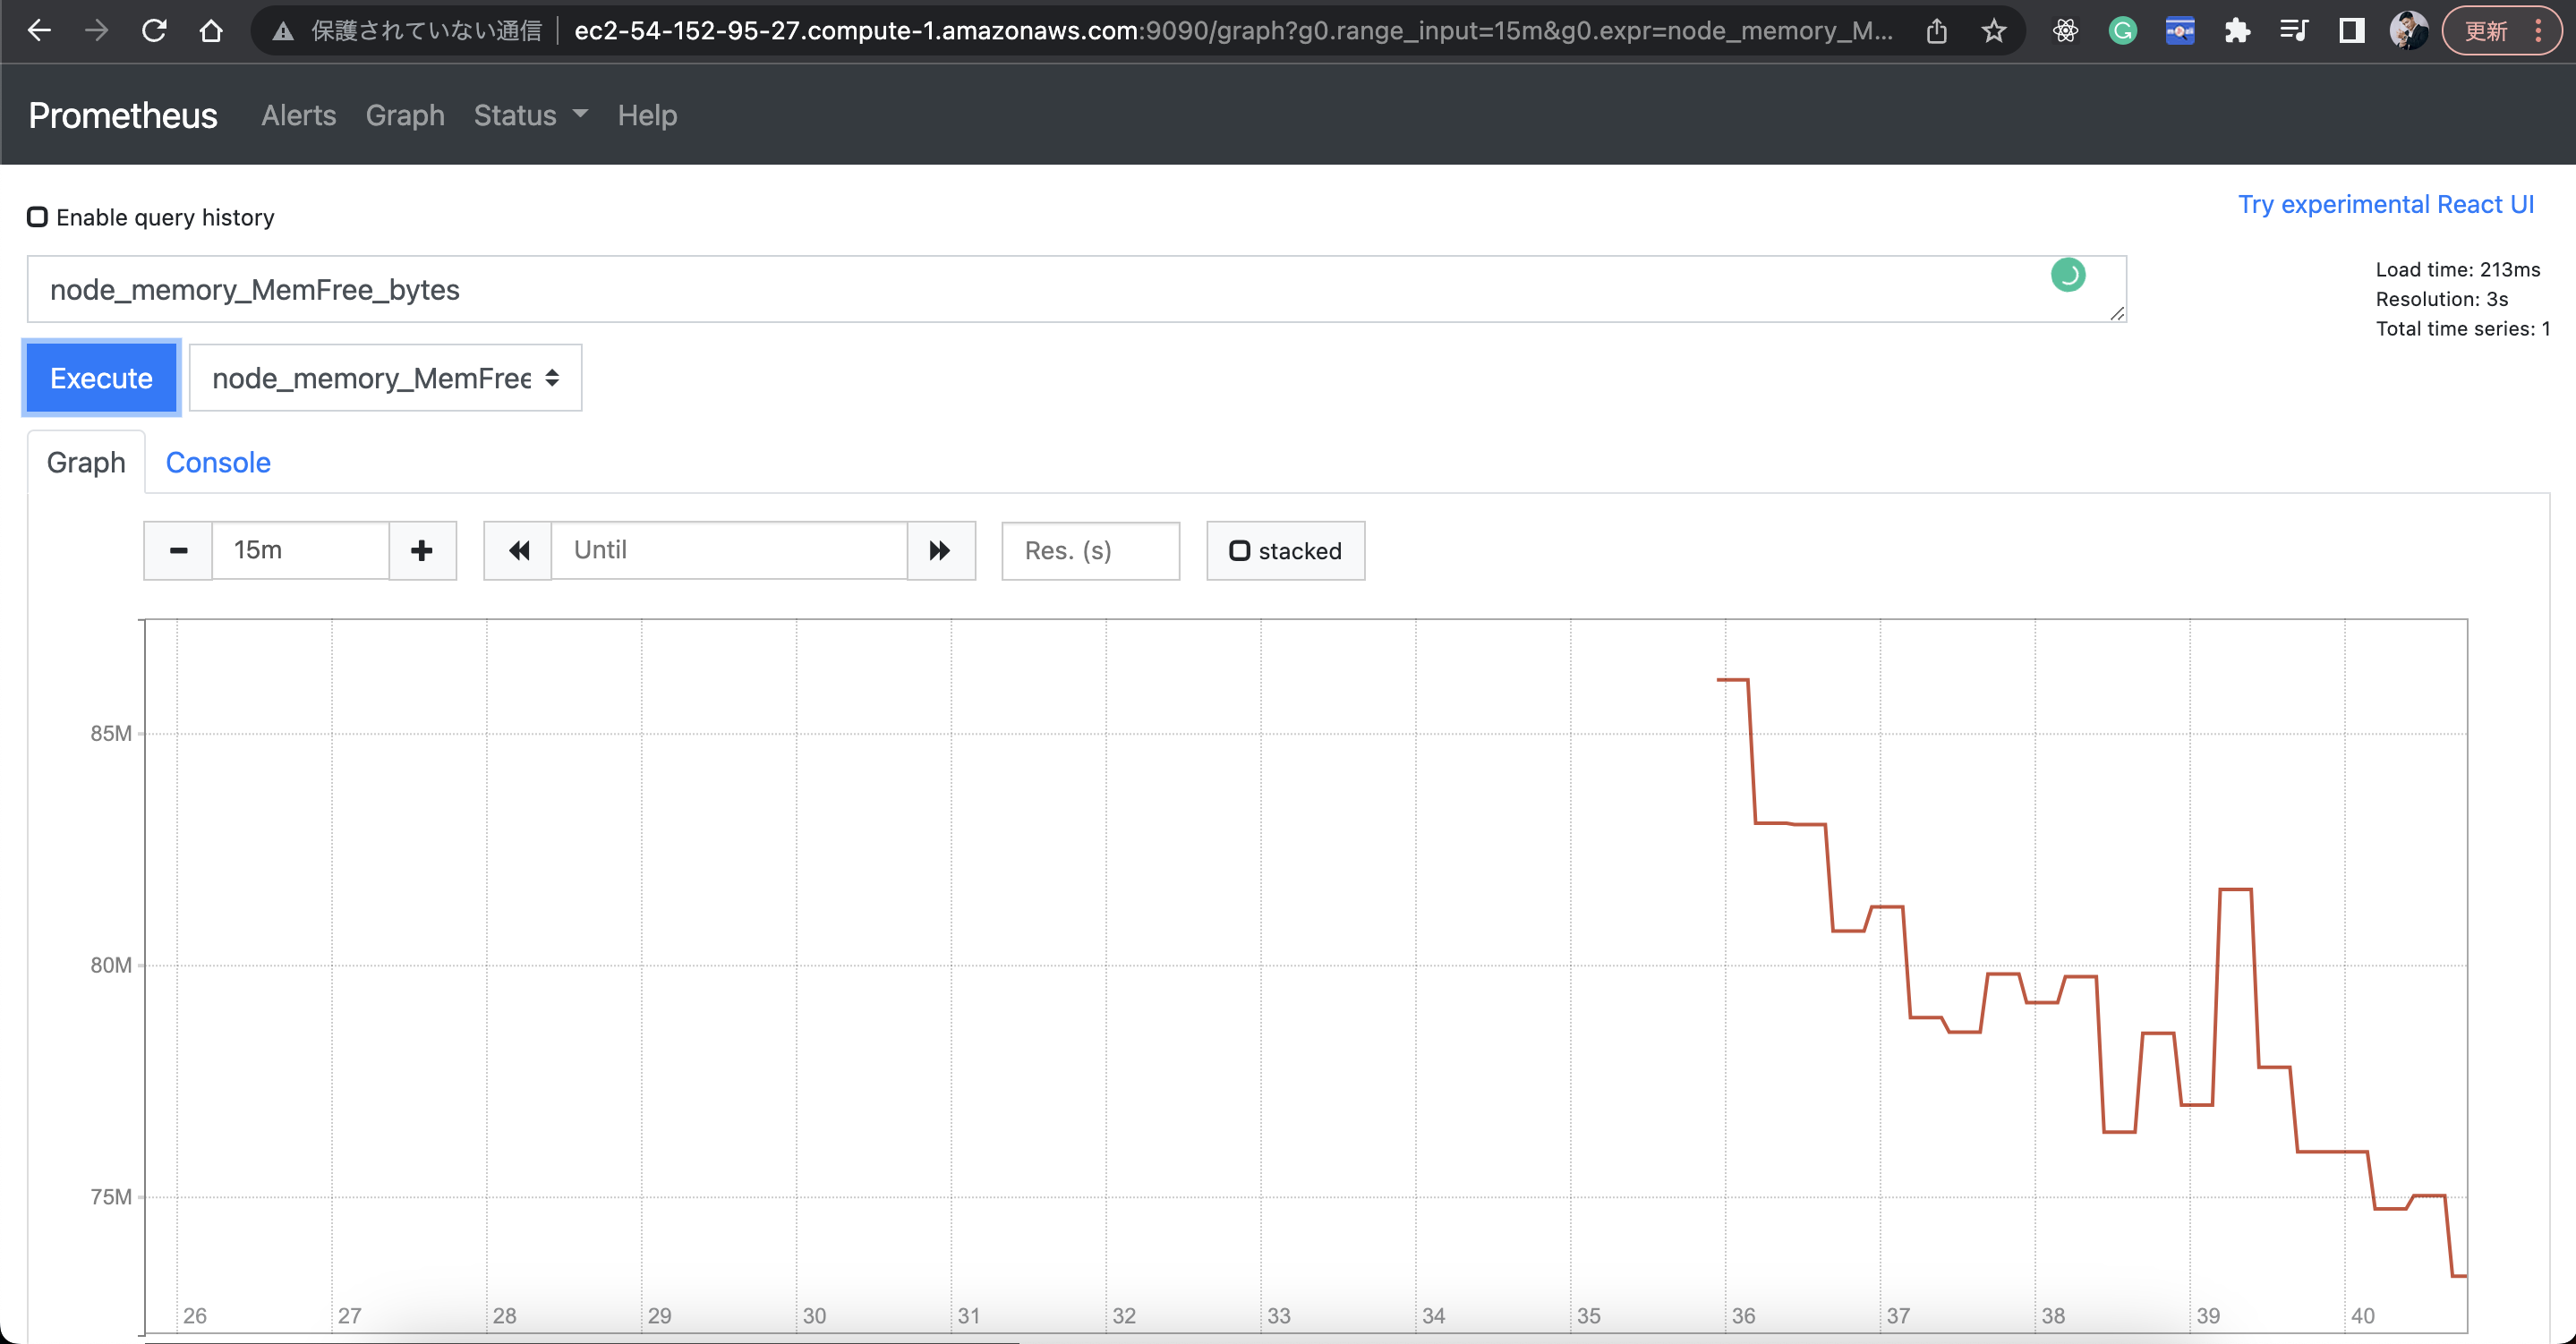 保護されていない通信 ec2-54-152-95-27.compute-1.amazonaws.com:9090/graph?g0.range_input=15m&g0.expr=node_memory_M... 更新
Prometheus Alerts Graph Status Help
Enable query history
Try experimental React UI
node_memory_MemFree_bytes
Load time: 213ms
Resolution: 3s
Total time series: 1
Execute node_memory_MemFree
Graph Console
15m Until Res. (s) stacked
85M
80M
75M
26 27 28 29 30 31 32 33 34 35 36 37 38 39 40